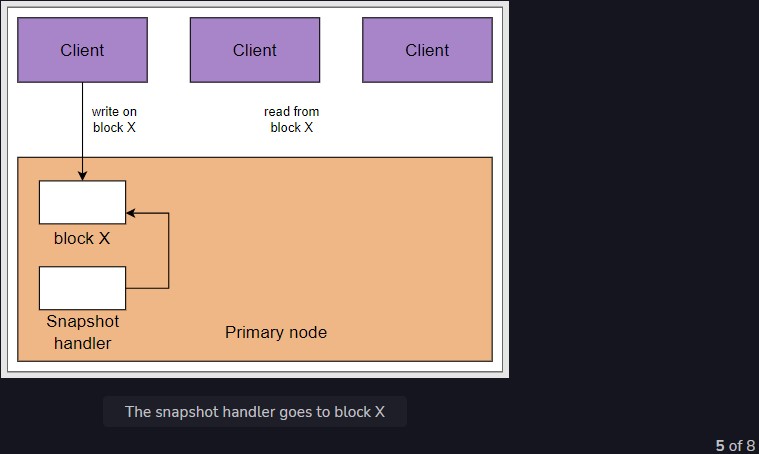 Client
Client
Client
write on
block X
read from
block X
block X
Snapshot
handler
Primary node
The snapshot handler goes to block X
5 of 8